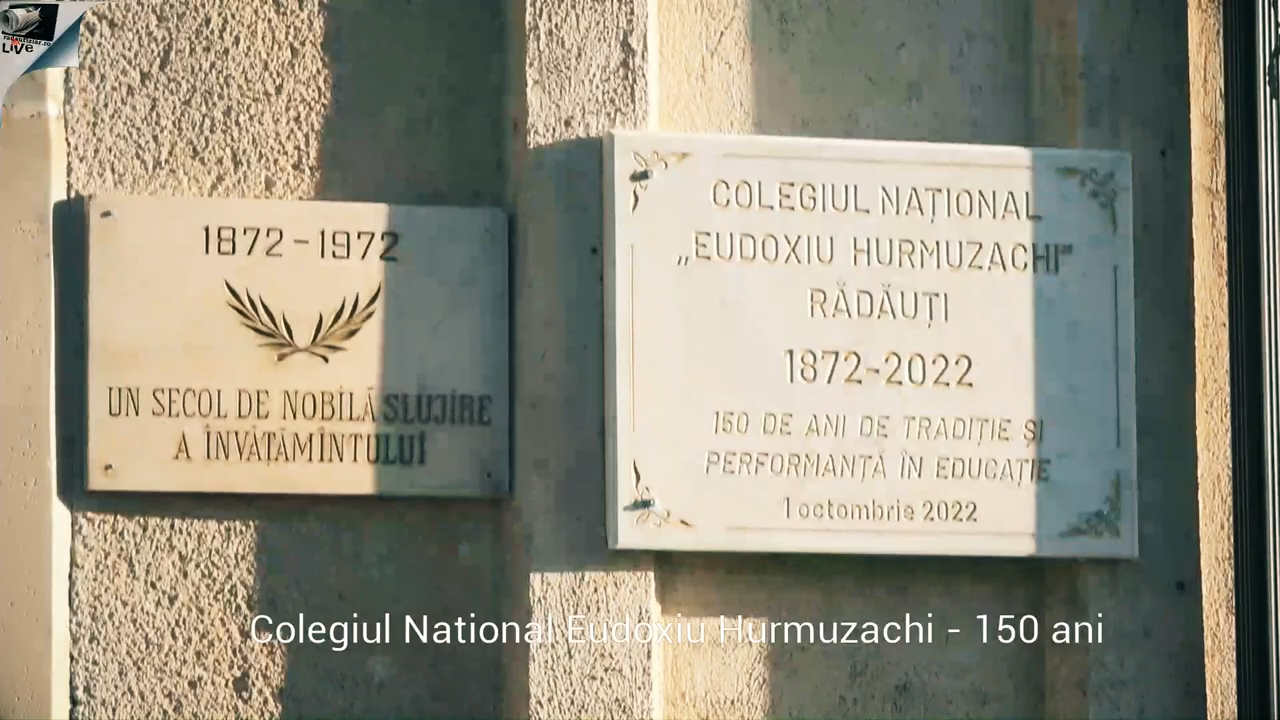 Live
1872-1972
UN SECOL DE NOBILĂ SLUJIRE
A ÎNVĂŢĂMÎNTULUI
COLEGIUL NAȚIONAL
„EUDOXIU HURMUZACHI"
RĂDĂUȚI
1872-2022
150 DE ANI DE TRADIȚIE ȘI
PERFORMANȚĂ ÎN EDUCAȚIE
1 octombrie 2022
Colegiul National Eudoxiu Hurmuzachi - 150 ani